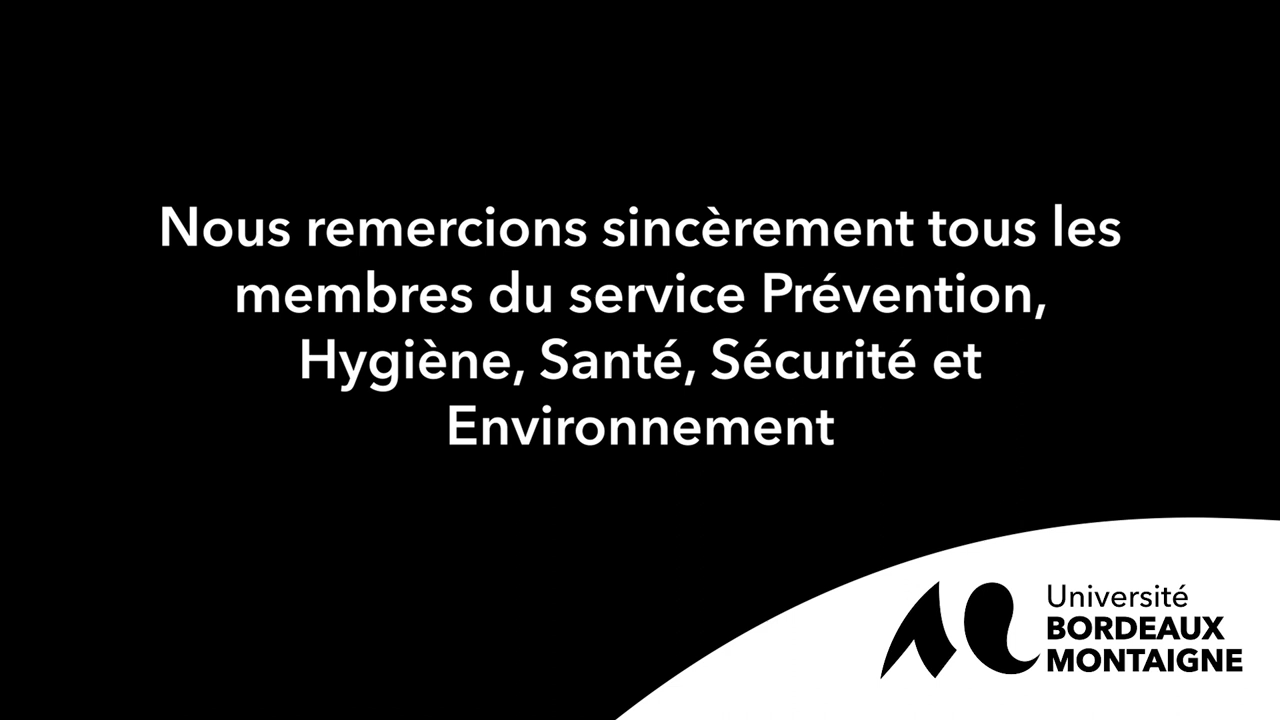 Nous remercions sincèrement tous les
membres du service Prévention,
Hygiène, Santé, Sécurité et
Environnement
Université
BORDEAUX
MONTAIGNE